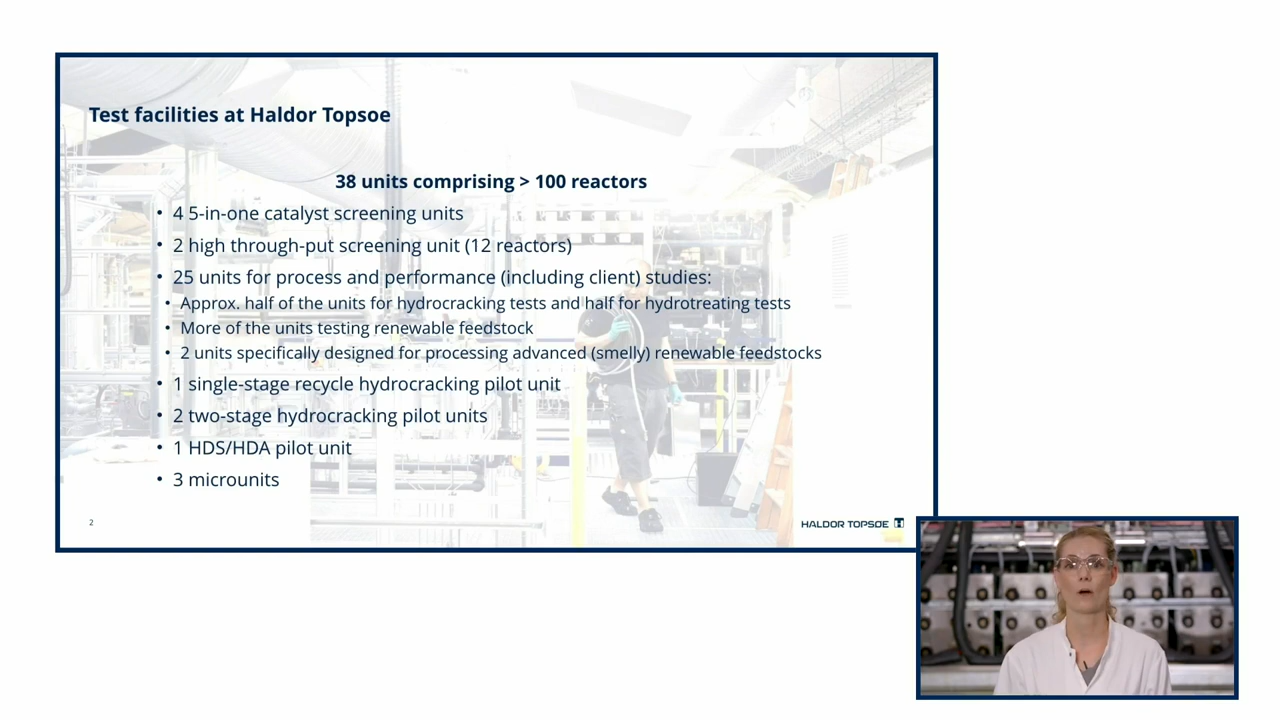 Test facilities at Haldor Topsoe
38 units comprising > 100 reactors
• 4 5-in-one catalyst screening units
• 2 high through-put screening unit (12 reactors)
• 25 units for process and performance (including client) studies:
• Approx. half of the units for hydrocracking tests and half for hydrotreating tests
• More of the units testing renewable feedstock
• 2 units specifically designed for processing advanced (smelly) renewable feedstocks
• 1 single-stage recycle hydrocracking pilot unit
• 2 two-stage hydrocracking pilot units
• 1 HDS/HDA pilot unit
• 3 microunits
2
HALDOR TOPSØE